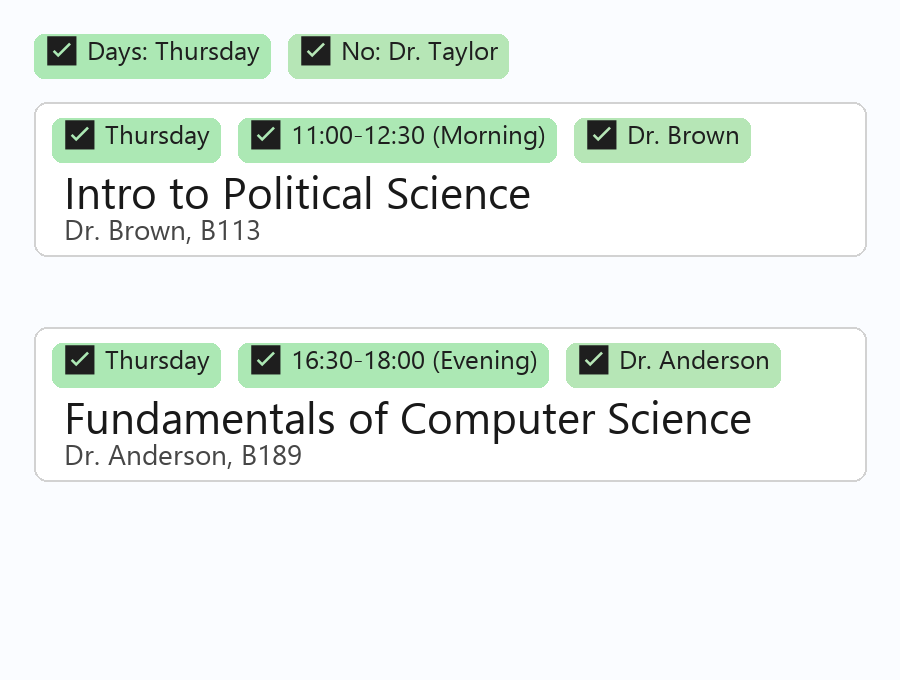 Days: Thursday No: Dr. Taylor
Thursday 11:00-12:30 (Morning) Dr. Brown
Intro to Political Science
Dr. Brown, B113
Thursday 16:30-18:00 (Evening) Dr. Anderson
Fundamentals of Computer Science
Dr. Anderson, B189